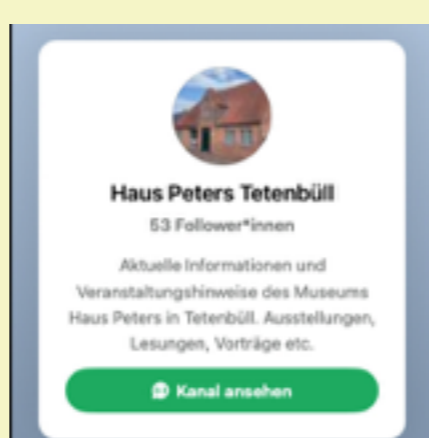 Haus Peters Tetenbüll
53 Follower*innen
Aktuelle Informationen und
Veranstaltungshinweise des Museums
Haus Peters in Tetenbüll. Ausstellungen,
Lesungen, Vorträge etc.
Kanal ansehen